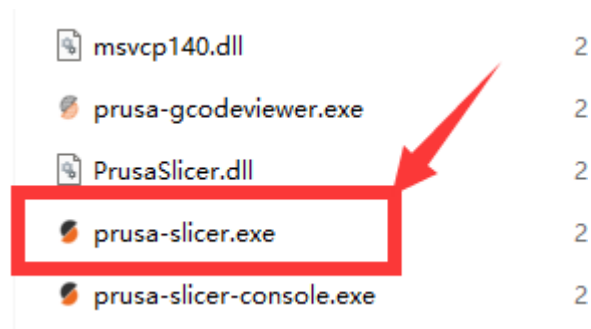 msvcp140.dll 2
prusa-gcodeviewer.exe 2
PrusaSlicer.dll 2
prusa-slicer.exe 2
prusa-slicer-console.exe 2